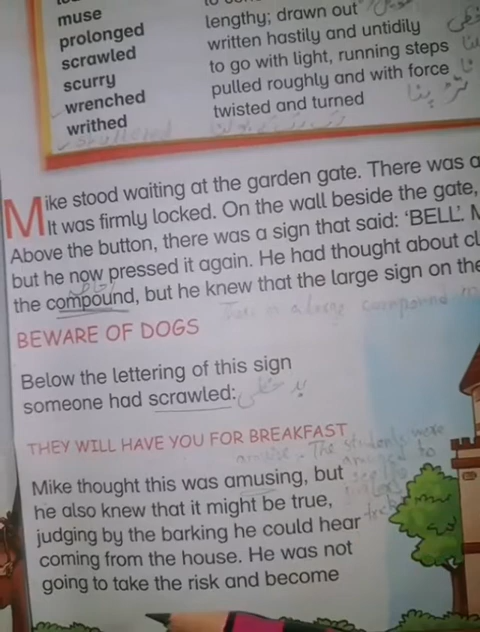 muse
prolonged
lengthy; drawn out
scrawled
written hastily and untidily
scurry
to go with light, running steps
wrenched
pulled roughly and with force
writhed
twisted and turned
Mike stood waiting at the garden gate. There was a
It was firmly locked. On the wall beside the gate,
Above the button, there was a sign that said: ‘BELL’.
but he now pressed it again. He had thought about
the compound, but he knew that the large sign on the
BEWARE OF DOGS
Below the lettering of this sign
someone had scrawled:
THEY WILL HAVE YOU FOR BREAKFAST
Mike thought this was amusing, but
he also knew that it might be true,
judging by the barking he could hear
coming from the house. He was not
going to take the risk and become